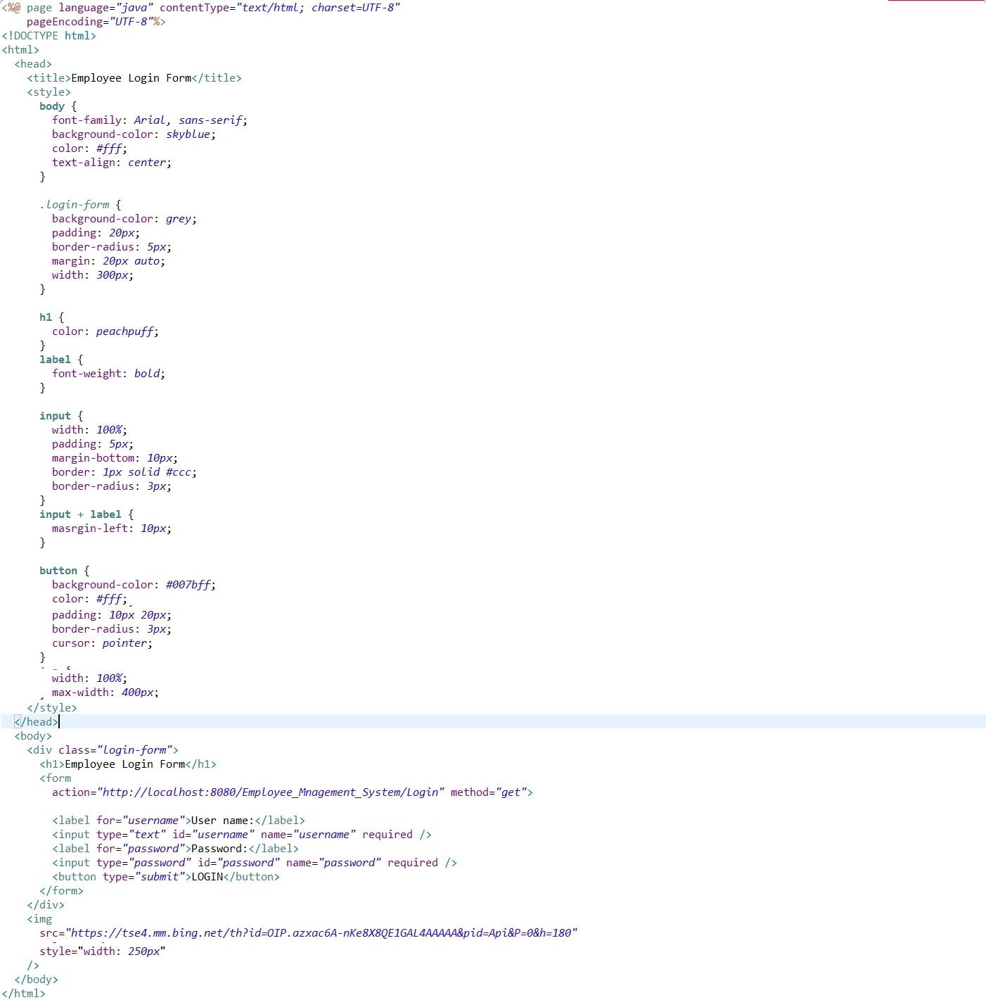 <%@ page language="java" contentType="text/html; charset=UTF-8"
    pageEncoding="UTF-8"%>
<!DOCTYPE html>
<html>
  <head>
    <title>Employee Login Form</title>
    <style>
      body {
        font-family: Arial, sans-serif;
        background-color: skyblue;
        color: #fff;
        text-align: center;
      }

      .login-form {
        background-color: grey;
        padding: 20px;
        border-radius: 5px;
        margin: 20px auto;
        width: 300px;
      }

      h1 {
        color: peachpuff;
      }
      label {
        font-weight: bold;
      }

      input {
        width: 100%;
        padding: 5px;
        margin-bottom: 10px;
        border: 1px solid #ccc;
        border-radius: 3px;
      }
      input + label {
        masrgin-left: 10px;
      }

      button {
        background-color: #007bff;
        color: #fff;
        padding: 10px 20px;
        border-radius: 3px;
        cursor: pointer;
      }
        width: 100%;
        max-width: 400px;
    </style>
  </head>
  <body>
    <div class="login-form">
      <h1>Employee Login Form</h1>
      <form
        action="http://localhost:8080/Employee_Mnagement_System/Login" method="get">

        <label for="username">User name:</label>
        <input type="text" id="username" name="username" required />
        <label for="password">Password:</label>
        <input type="password" id="password" name="password" required />
        <button type="submit">LOGIN</button>
      </form>
    </div>
    <img
      src="https://tse4.mm.bing.net/th?id=OIP.azxac6A-nKe8X8QE1GAL4AAAAA&pid=Api&P=0&h=180"
      style="width: 250px"
    />
  </body>
</html>